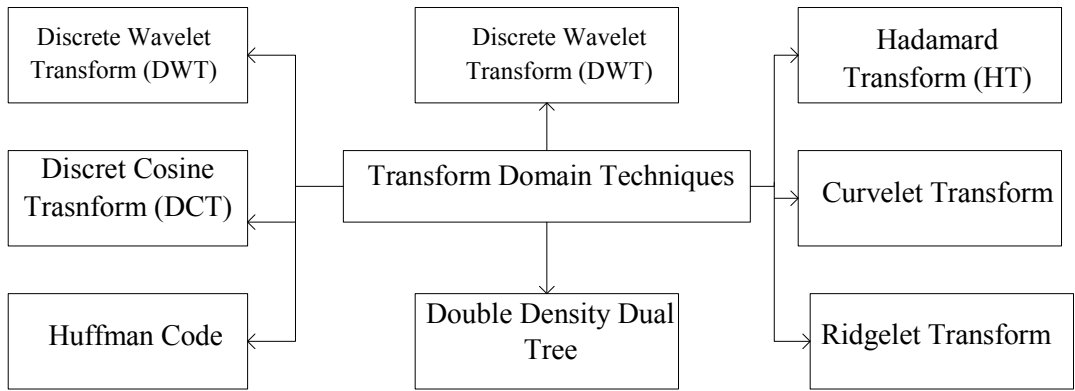 Discrete Wavelet
Transform (DWT)
Discrete Wavelet
Transform (DWT)
Hadamard
Transform (HT)
Discret Cosine
Trasnform (DCT)
Transform Domain Techniques
Curvelet Transform
Huffman Code
Double Density Dual
Tree
Ridgelet Transform